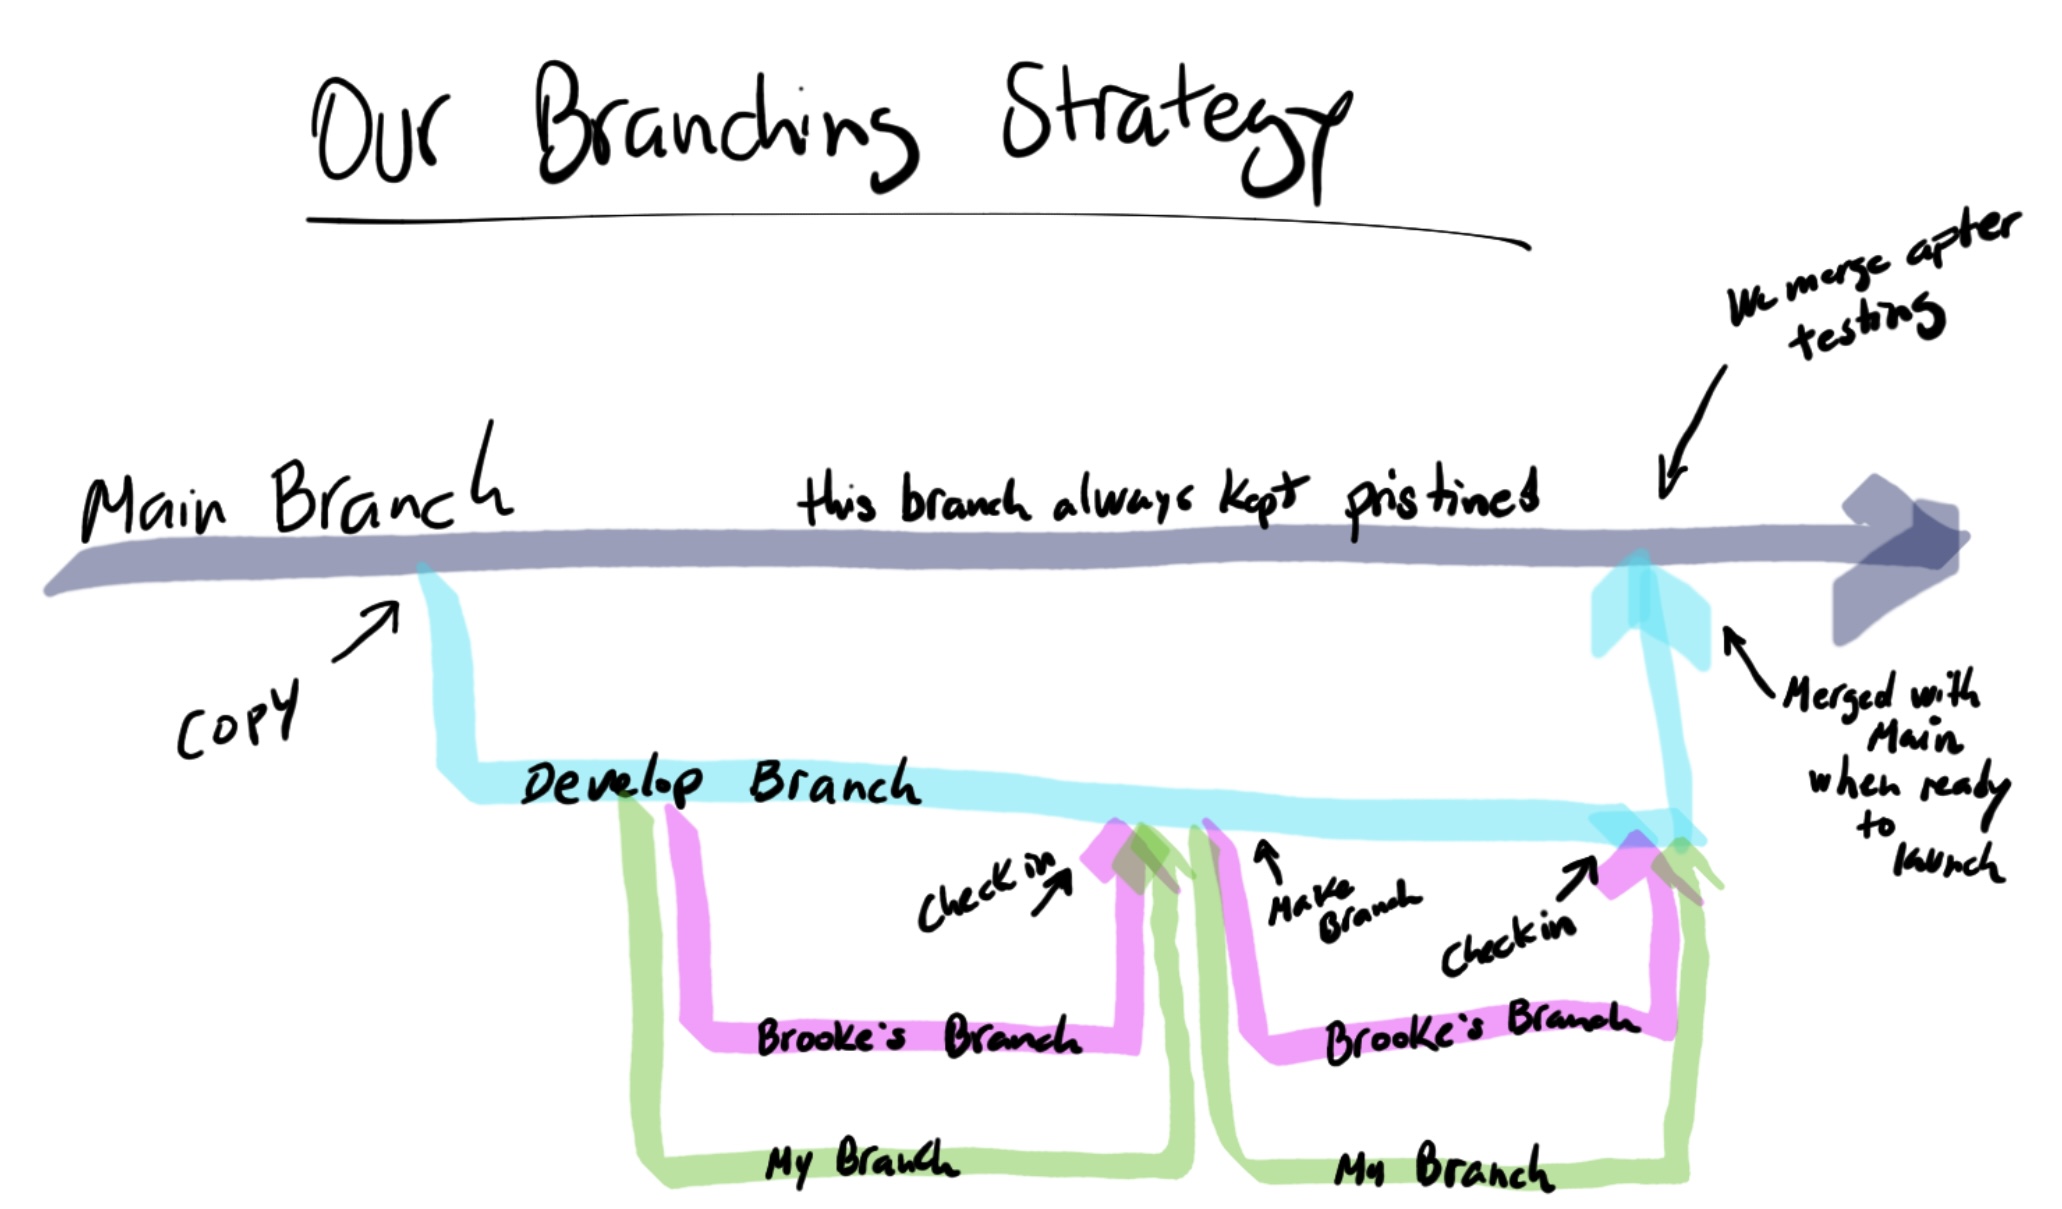 Our Branching Strategy
We merge apter
testing
Main Branch
this branch always kept pristined
COPY
Merged with
Main
when ready
to
launch
Develop Branch
Check in
Make
Branch
Check in
Brooke's Branch
Brooke's Branch
My Branch
My Branch